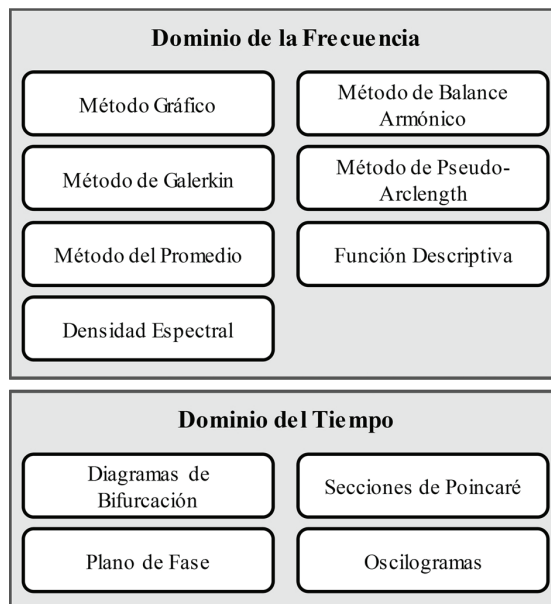 Dominio de la Frecuencia
Método Gráfico
Método de Balance
Armónico
Método de Galerkin
Método de Pseudo-
Arclength
Método del Promedio
Función Descriptiva
Densidad Espectral
Dominio del Tiempo
Diagramas de
Bifurcación
Secciones de Poincaré
Plano de Fase
Oscilogramas